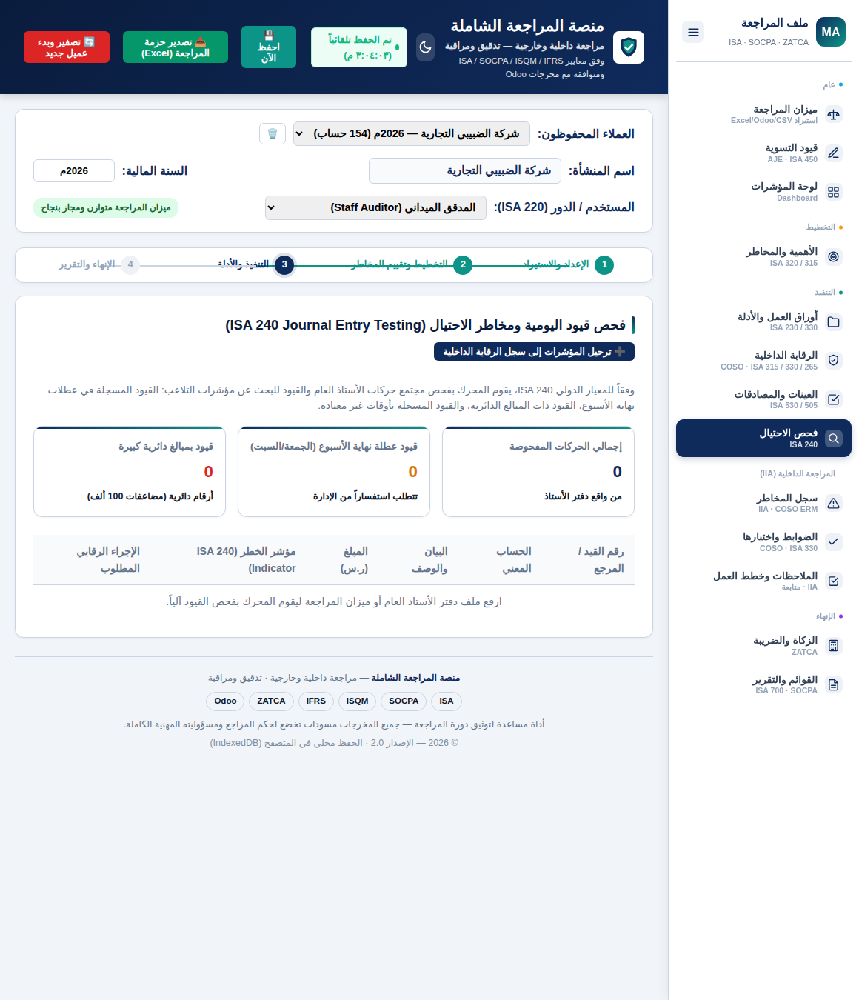 MA
ملف المراجعة
ISA · SOCPA · ZATCA
عام
ميزان المراجعة
استيراد Excel/Odoo/CSV
قيود التسوية
AJE · ISA 450
لوحة المؤشرات
Dashboard
التخطيط
الأهمية والمخاطر
ISA 320 / 315
التنفيذ
أوراق العمل والأدلة
ISA 230 / 330
الرقابة الداخلية
COSO · ISA 315 / 330 / 265
العينات والمصادقات
ISA 530 / 505
فحص الاحتيال
ISA 240
المراجعة الداخلية (IIA)
سجل المخاطر
IIA · COSO ERM
الضوابط واختبارها
COSO · ISA 330
الملاحظات وخطط العمل
IIA · متابعة
الإنهاء
الزكاة والضريبة
ZATCA
القوائم والتقرير
ISA 700 · SOCPA
منصة المراجعة الشاملة
مراجعة داخلية وخارجية — تدقيق ومراقبة
وفق معايير ISA / SOCPA / ISQM / IFRS
ومتوافقة مع مخرجات Odoo
تم الحفظ تلقائياً
(٣:٠٤:٠٣ م)
💾
احفظ
الآن
📥 تصدير حزمة
المراجعة (Excel)
🔄 تصفير وبدء
عميل جديد
العملاء المحفوظون:
شركة الضبيبي التجارية — 2026م (154 حساب)
🗑️
اسم المنشأة:
شركة الضبيبي التجارية
السنة المالية:
2026م
المستخدم / الدور (ISA 220):
المدقق الميداني (Staff Auditor)
ميزان المراجعة متوازن ومجاز بنجاح
1 الإعداد والاستيراد
2 التخطيط وتقييم المخاطر
3 التنفيذ والأدلة
4 الإنهاء والتقرير
فحص قيود اليومية ومخاطر الاحتيال (ISA 240 Journal Entry Testing)
➕ ترحيل المؤشرات إلى سجل الرقابة الداخلية
وفقاً للمعيار الدولي ISA 240، يقوم المحرك بفحص مجتمع حركات الأستاذ العام والقيود للبحث عن مؤشرات التلاعب: القيود المسجلة في عطلات
نهاية الأسبوع، القيود ذات المبالغ الدائرية، والقيود المسجلة بأوقات غير معتادة.
إجمالي الحركات المفحوصة
0
من واقع دفتر الأستاذ
قيود عطلة نهاية الأسبوع (الجمعة/السبت)
0
تتطلب استفساراً من الإدارة
قيود بمبالغ دائرية كبيرة
0
أرقام دائرية (مضاعفات 100 ألف)
رقم القيد /
المرجع
الحساب
المعني
البيان
والوصف
المبلغ
(ر.س)
مؤشر الخطر (ISA 240
Indicator)
الإجراء الرقابي
المطلوب
ارفع ملف دفتر الأستاذ العام أو ميزان المراجعة ليقوم المحرك بفحص القيود آلياً.
منصة المراجعة الشاملة — مراجعة داخلية وخارجية · تدقيق ومراقبة
ISA SOCPA ISQM IFRS ZATCA Odoo
أداة مساعدة لتوثيق دورة المراجعة — جميع المخرجات مسودات تخضع لحكم المراجع ومسؤوليته المهنية الكاملة.
© 2026 — الإصدار 2.0 · الحفظ محلي في المتصفح (IndexedDB)